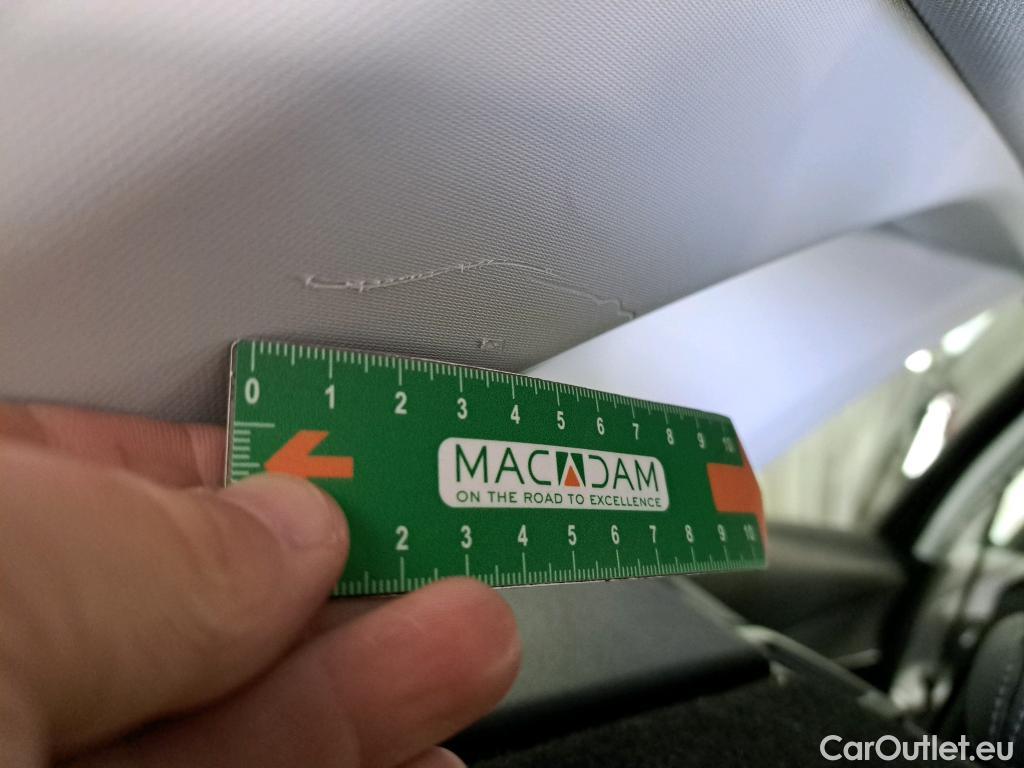 0 1 2 3 4 5 6 7 8 9 10
MACADAM
ON THE ROAD TO EXCELLENCE
2 3 4 5 6 7 8 9 10
CarOutlet.eu